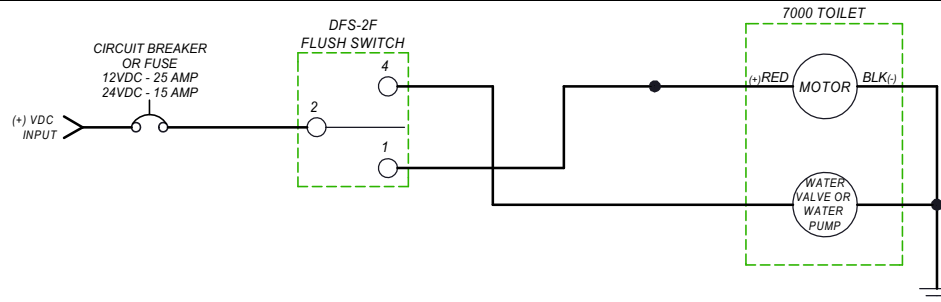 7000 TOILET
DFS-2F
FLUSH SWITCH
CIRCUIT BREAKER
OR FUSE
12VDC - 25 AMP
24VDC - 15 AMP
(+) VDC
INPUT
2
4
1
(+)RED
MOTOR
BLK(-)
WATER
VALVE OR
WATER
PUMP